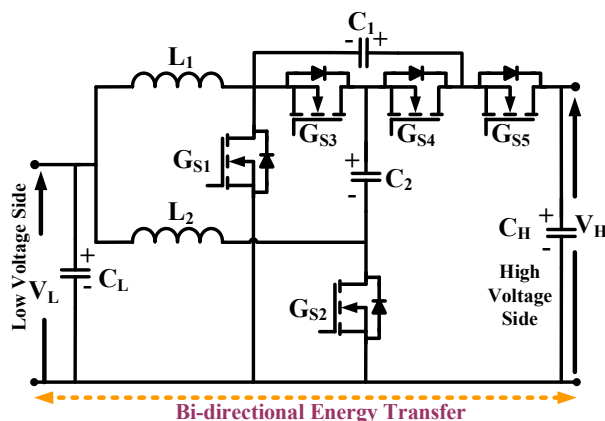 C1
- +
L1
GS3
GS4
GS5
GS1
+
-
C2
L2
+
-
CH
VH
Low Voltage Side
VL
+
-
CL
GS2
High
Voltage
Side
Bi-directional Energy Transfer